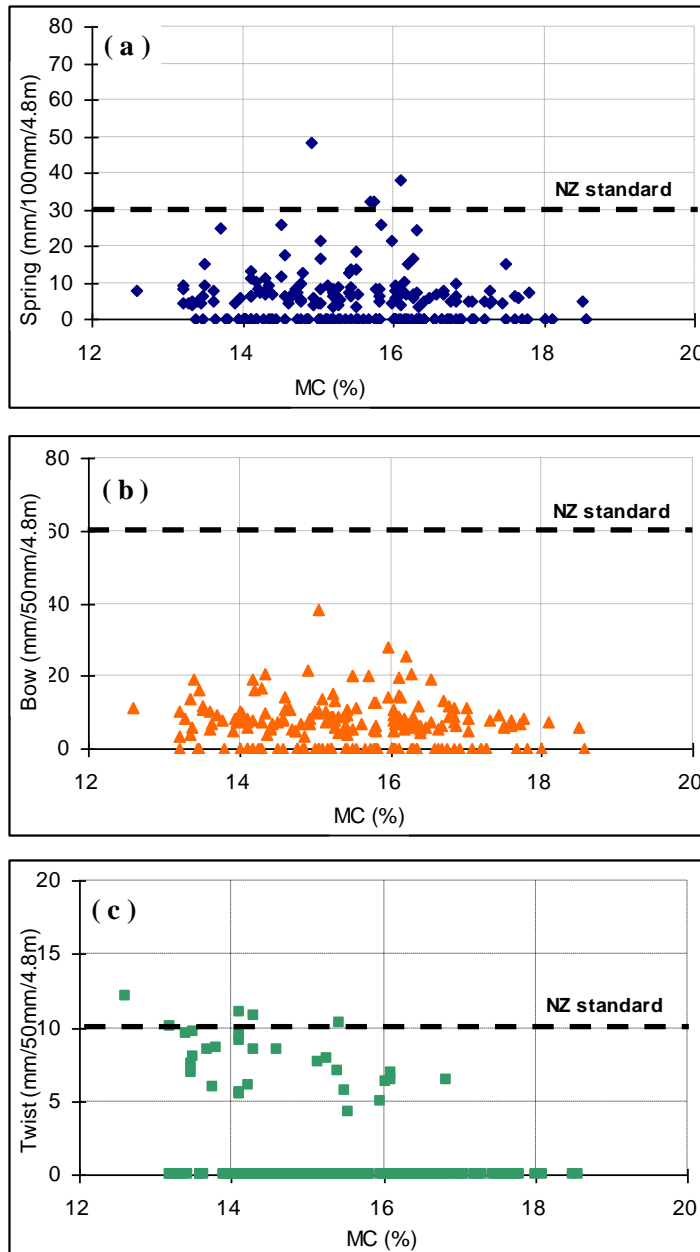 ( a )
80
70
60
50
40
30
20
10
0
Spring (mm/100mm/4.8m)
NZ standard
12 14 16 18 20
MC (%)
( b )
80
60
40
20
0
Bow (mm/50mm/4.8m)
NZ standard
12 14 16 18 20
MC (%)
( c )
20
15
10
5
0
Twist (mm/50mm/4.8m)
NZ standard
12 14 16 18 20
MC (%)